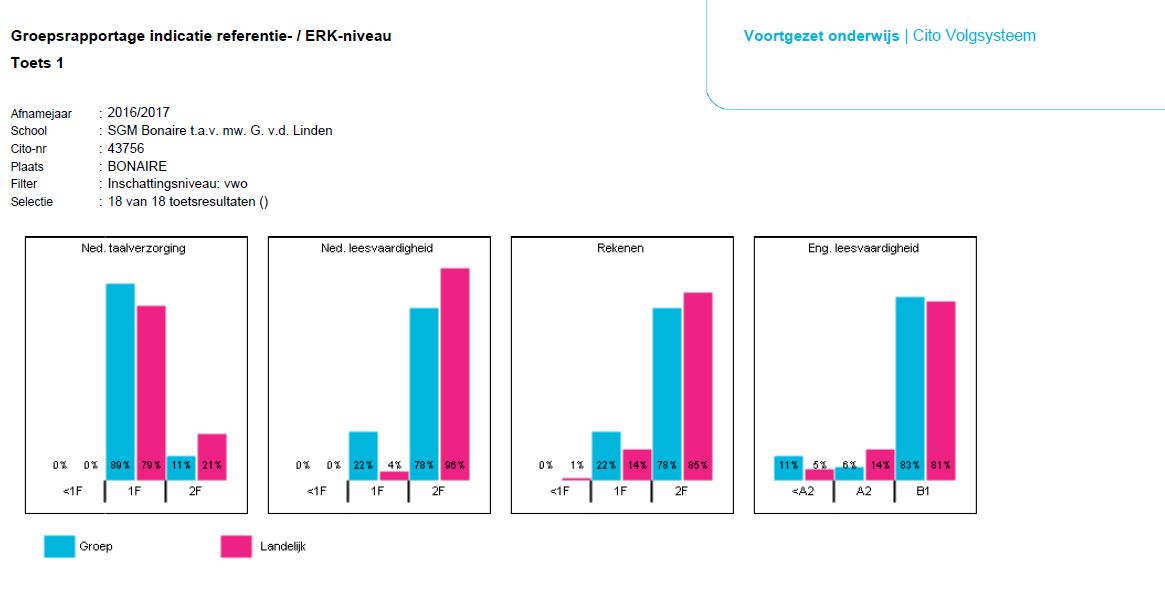 Groepsrapportage indicatie referentie- / ERK-niveau
Toets 1
Voortgezet onderwijs | Cito Volgsysteem
Afnamejaar : 2016/2017
School : SGM Bonaire t.a.v. mw. G. v.d. Linden
Cito-nr : 43756
Plaats : BONAIRE
Filter : Inschattingsniveau: vwo
Selectie : 18 van 18 toetsresultaten ()
Ned. taalverzorging
0% 0% 89% 79% 11% 21%
<1F 1F 2F
Ned. leesvaardigheid
0% 0% 22% 4% 78% 96%
<1F 1F 2F
Rekenen
0% 1% 22% 14% 78% 85%
<1F 1F 2F
Eng. leesvaardigheid
11% 5% 6% 14% 83% 81%
<A2 A2 B1
Groep Landelijk